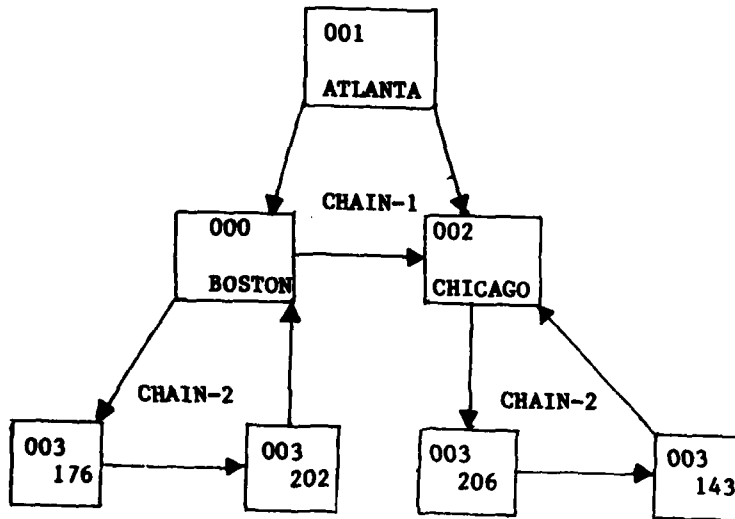 001
ATLANTA
CHAIN-1
000
BOSTON
002
CHICAGO
CHAIN-2
CHAIN-2
003
176
003
202
003
206
003
143